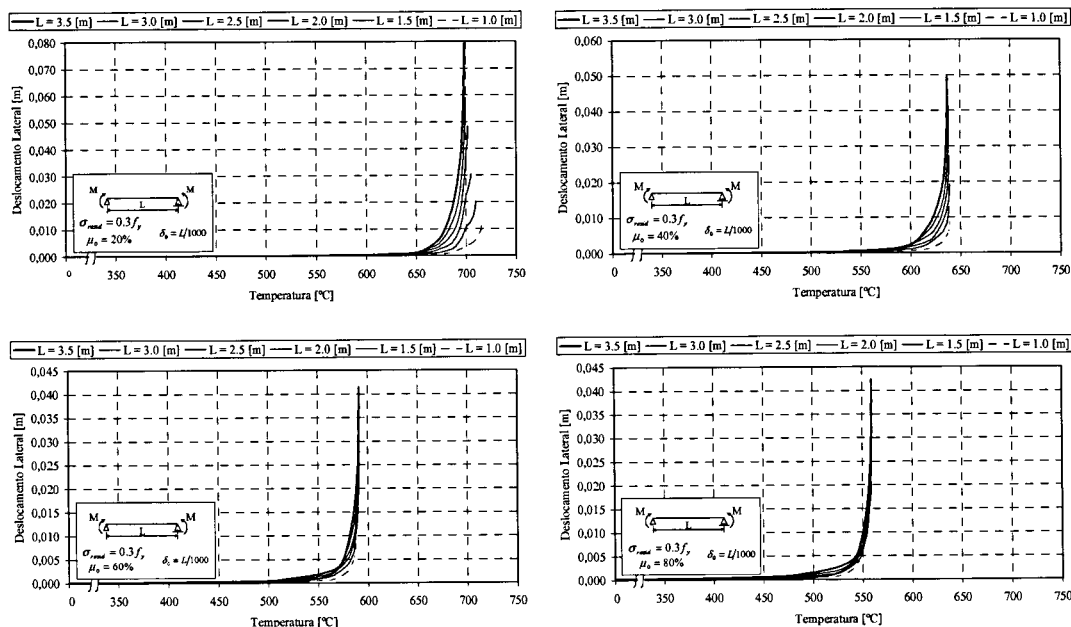 L = 3.5 [m] L = 3.0 [m] L = 2.5 [m] L = 2.0 [m] L = 1.5 [m] L = 1.0 [m]
Deslocamento Lateral [m]
0,080
0,070
0,060
0,050
0,040
0,030
0,020
0,010
0,000
M M
L
σrend = 0.3 fy
μ0 = 20% δ0 = L/1000
0 350 400 450 500 550 600 650 700 750
Temperatura [ºC]
L = 3.5 [m] L = 3.0 [m] L = 2.5 [m] L = 2.0 [m] L = 1.5 [m] L = 1.0 [m]
Deslocamento Lateral [m]
0,060
0,050
0,040
0,030
0,020
0,010
0,000
M M
L
σrend = 0.3 fy
μ0 = 40% δ0 = L/1000
0 350 400 450 500 550 600 650 700 750
Temperatura [ºC]
L = 3.5 [m] L = 3.0 [m] L = 2.5 [m] L = 2.0 [m] L = 1.5 [m] L = 1.0 [m]
Deslocamento Lateral [m]
0,045
0,040
0,035
0,030
0,025
0,020
0,015
0,010
0,005
0,000
M M
L
σrend = 0.3 fy
μ0 = 60% δ0 = L/1000
0 350 400 450 500 550 600 650 700 750
Temperatura [ºC]
L = 3.5 [m] L = 3.0 [m] L = 2.5 [m] L = 2.0 [m] L = 1.5 [m] L = 1.0 [m]
Deslocamento Lateral [m]
0,045
0,040
0,035
0,030
0,025
0,020
0,015
0,010
0,005
0,000
M M
L
σrend = 0.3 fy
μ0 = 80% δ0 = L/1000
0 350 400 450 500 550 600 650 700 750
Temperatura [ºC]